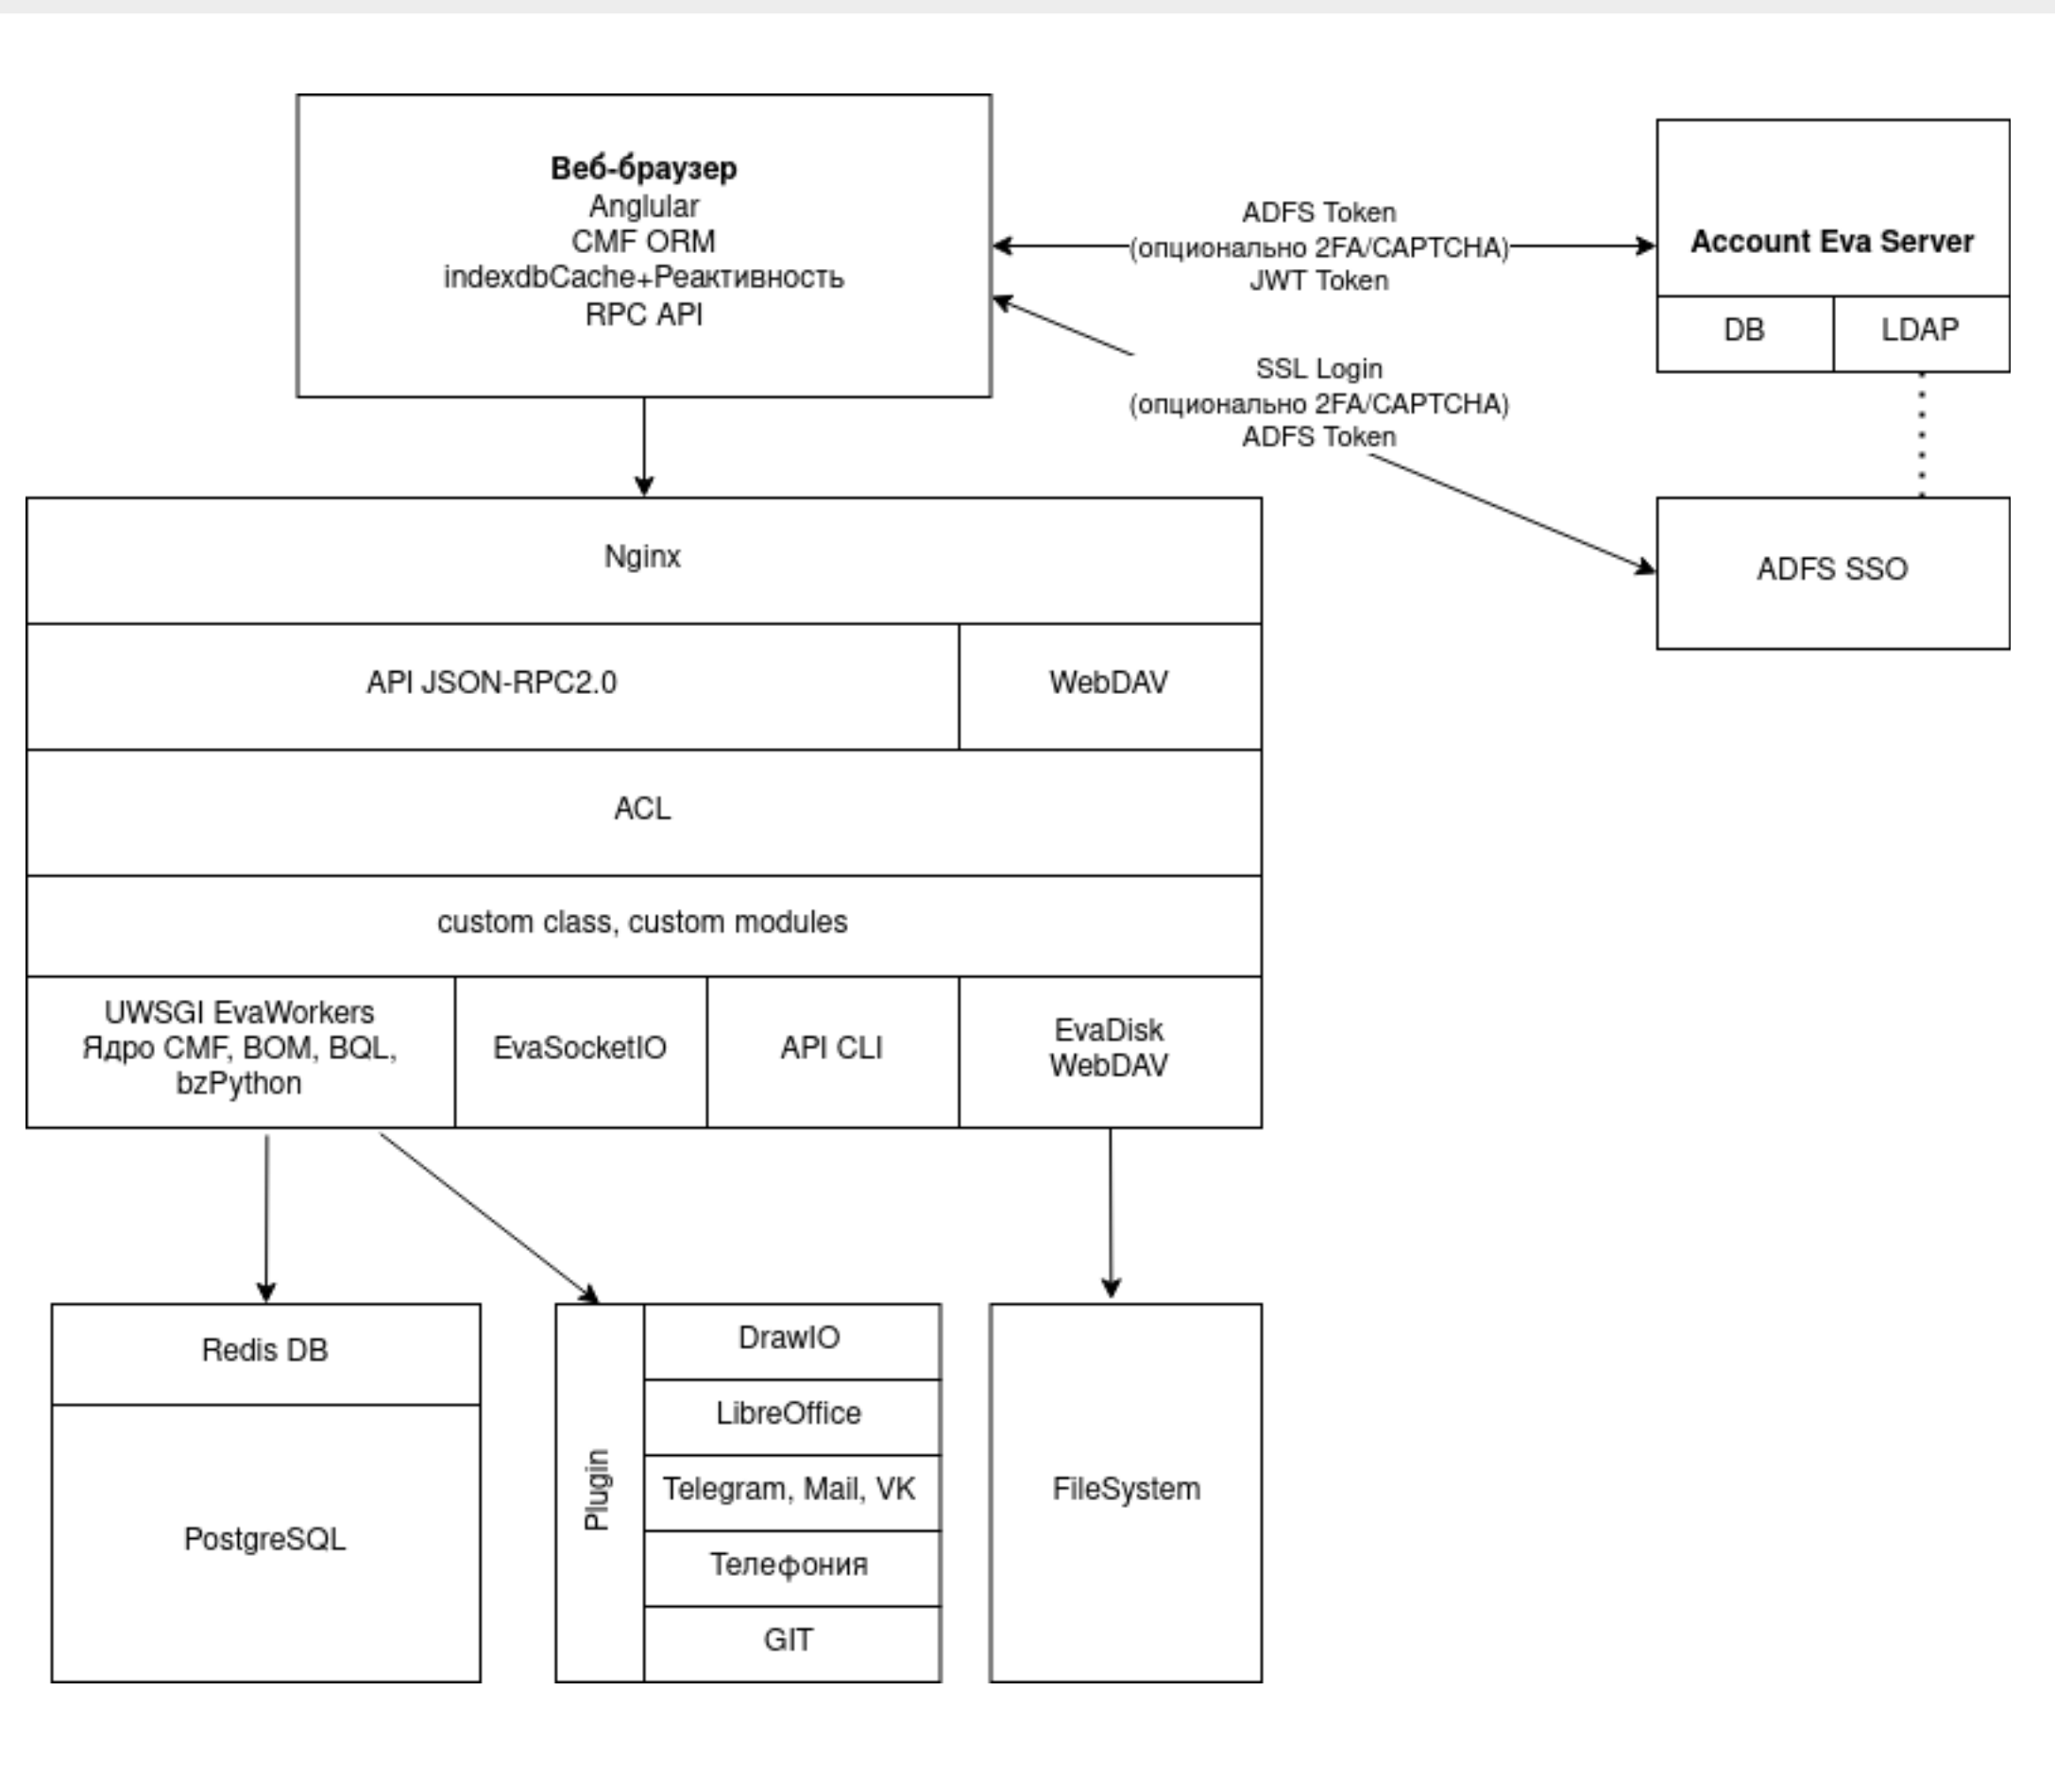 Веб-браузер
Anglular
CMF ORM
indexdbCache+Реактивность
RPC API
ADFS Token
(опционально 2FA/CAPTCHA)
JWT Token
Account Eva Server
DB
LDAP
SSL Login
(опционально 2FA/CAPTCHA)
ADFS Token
ADFS SSO
Nginx
API JSON-RPC2.0
WebDAV
ACL
custom class, custom modules
UWSGI EvaWorkers
Ядро CMF, BOM, BQL,
bzPython
EvaSocketIO
API CLI
EvaDisk
WebDAV
Redis DB
PostgreSQL
Plugin
DrawIO
LibreOffice
Telegram, Mail, VK
Телефония
GIT
FileSystem